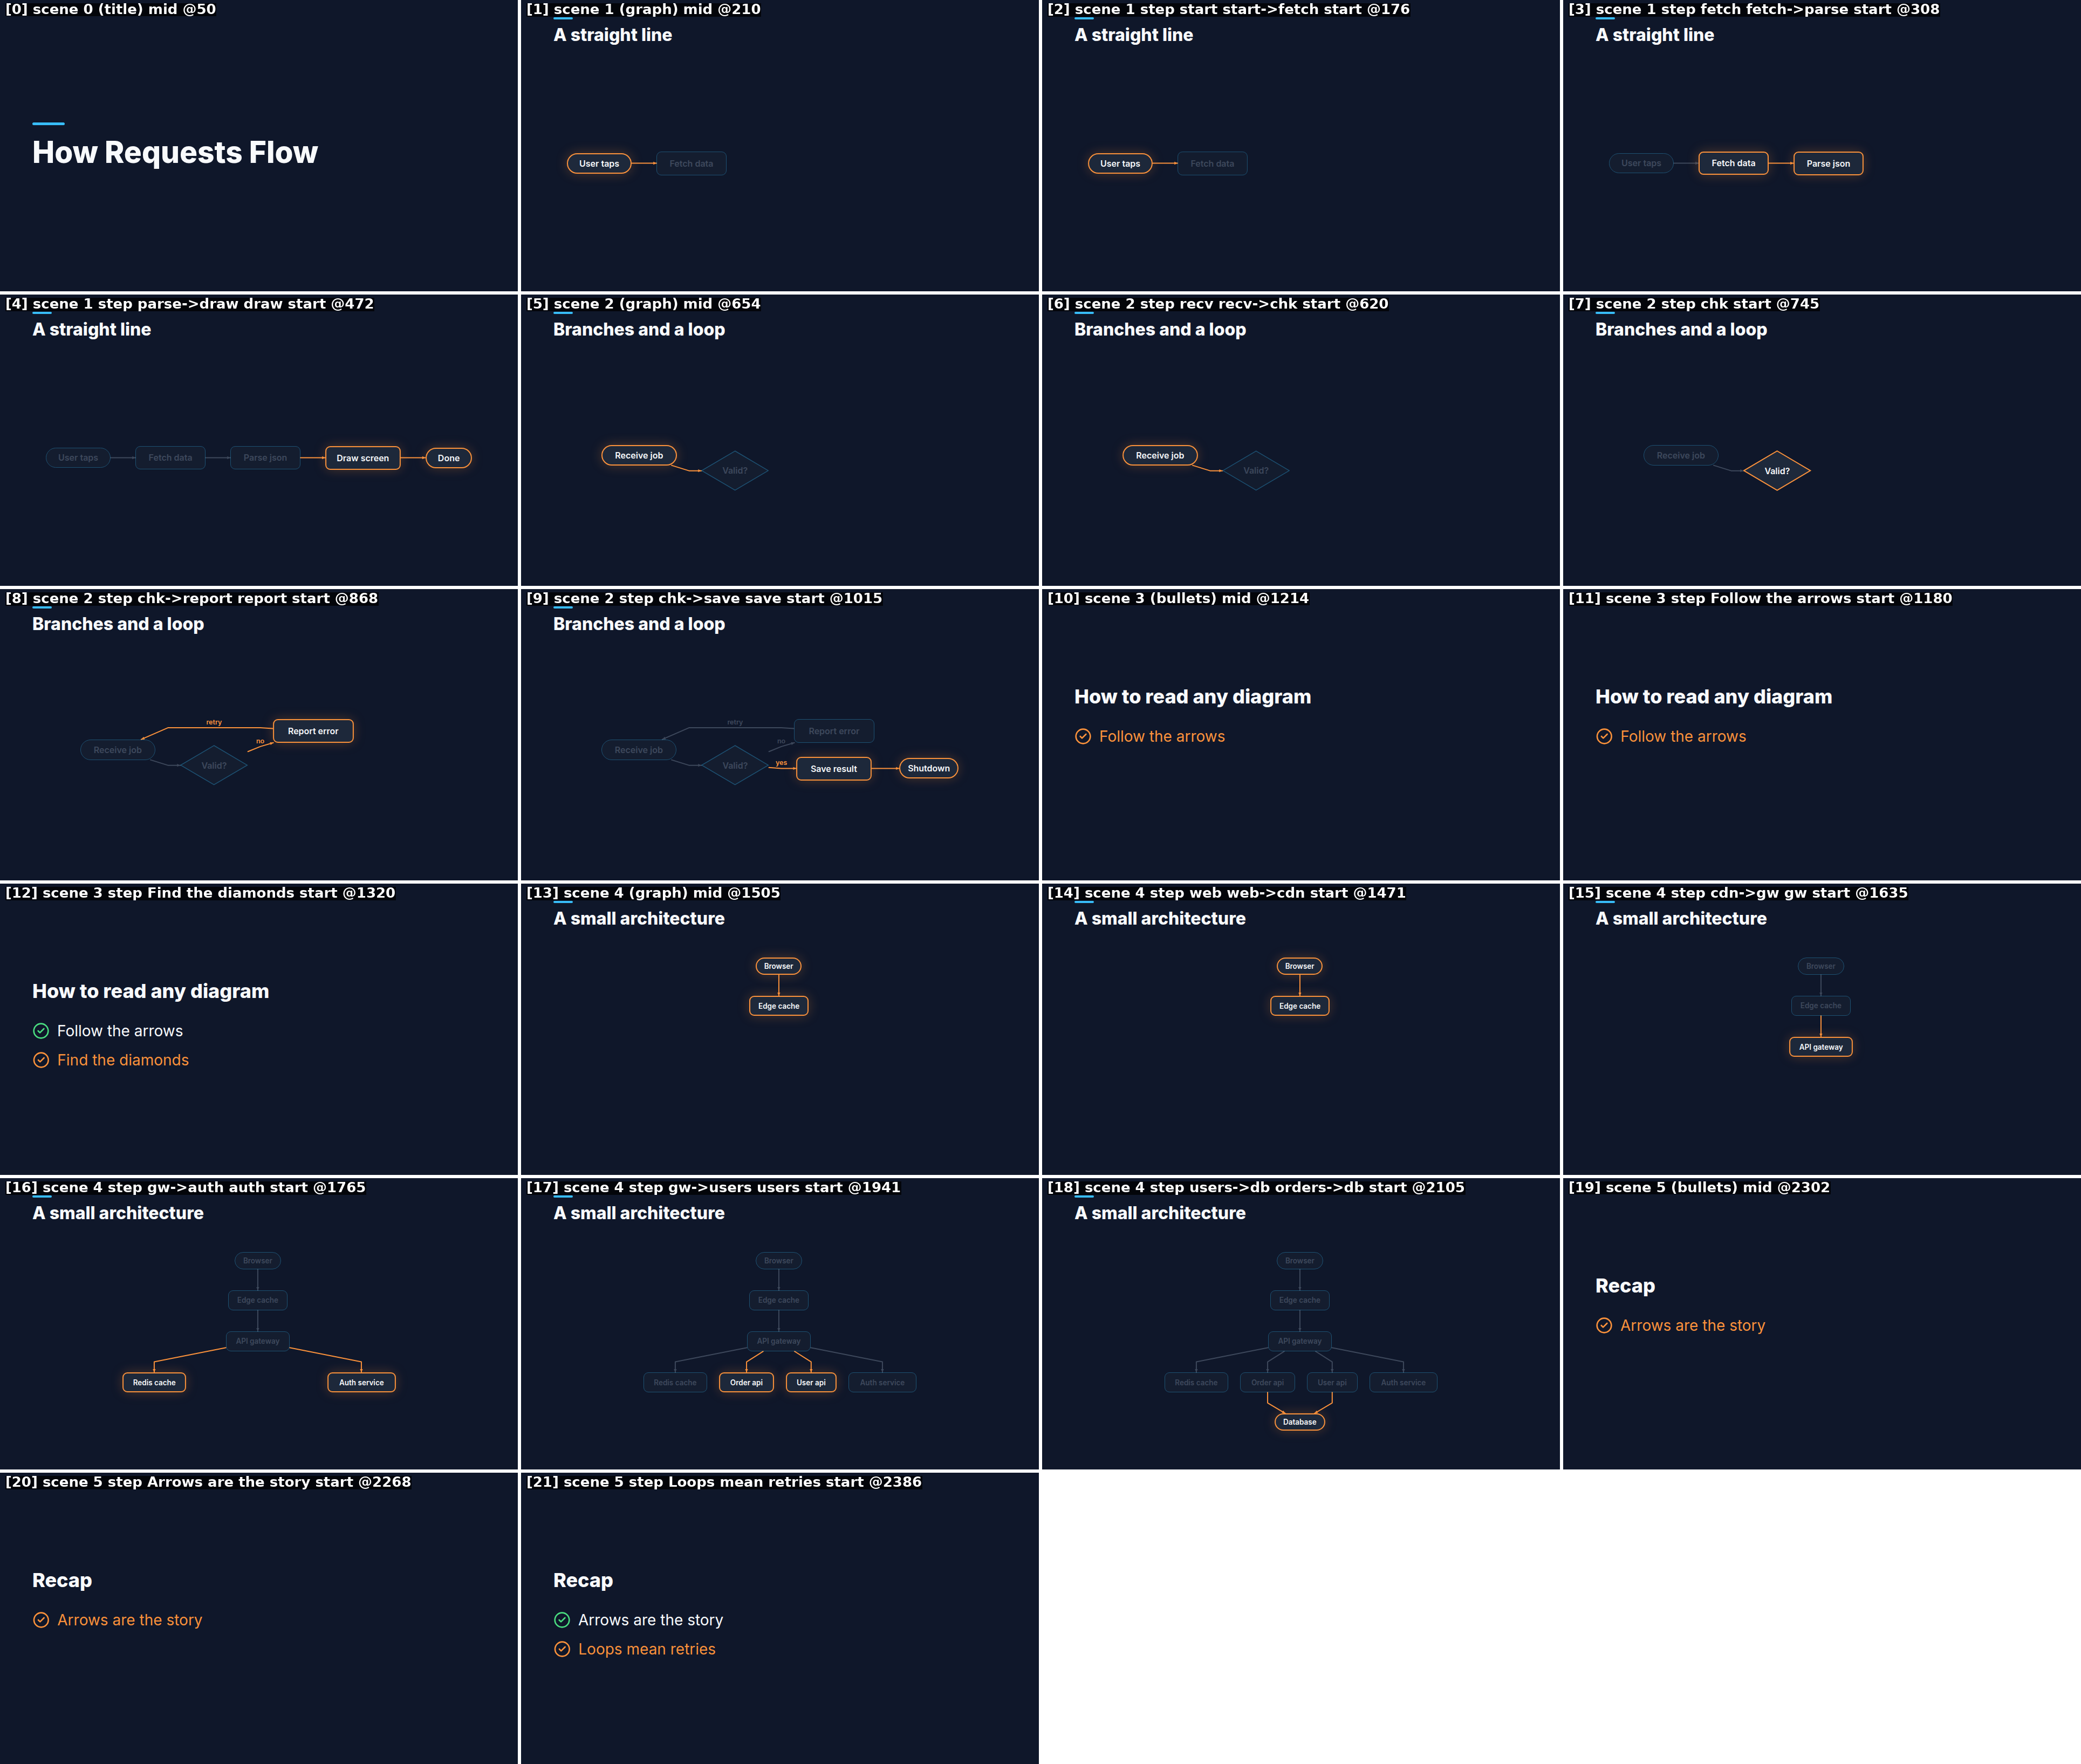 [0] scene 0 (title) mid @50
How Requests Flow
[1] scene 1 (graph) mid @210
A straight line
User taps
Fetch data
[2] scene 1 step start start->fetch start @176
A straight line
User taps
Fetch data
[3] scene 1 step fetch fetch->parse start @308
A straight line
User taps
Fetch data
Parse json
[4] scene 1 step parse->draw draw start @472
A straight line
User taps
Fetch data
Parse json
Draw screen
Done
[5] scene 2 (graph) mid @654
Branches and a loop
Receive job
Valid?
[6] scene 2 step recv recv->chk start @620
Branches and a loop
Receive job
Valid?
[7] scene 2 step chk start @745
Branches and a loop
Receive job
Valid?
[8] scene 2 step chk->report report start @868
Branches and a loop
retry
Report error
no
Receive job
Valid?
[9] scene 2 step chk->save save start @1015
Branches and a loop
retry
Report error
no
Receive job
Valid?
yes
Save result
Shutdown
[10] scene 3 (bullets) mid @1214
How to read any diagram
Follow the arrows
[11] scene 3 step Follow the arrows start @1180
How to read any diagram
Follow the arrows
[12] scene 3 step Find the diamonds start @1320
How to read any diagram
Follow the arrows
Find the diamonds
[13] scene 4 (graph) mid @1505
A small architecture
Browser
Edge cache
[14] scene 4 step web web->cdn start @1471
A small architecture
Browser
Edge cache
[15] scene 4 step cdn->gw gw start @1635
A small architecture
Browser
Edge cache
API gateway
[16] scene 4 step gw->auth auth start @1765
A small architecture
Browser
Edge cache
API gateway
Redis cache
Auth service
[17] scene 4 step gw->users users start @1941
A small architecture
Browser
Edge cache
API gateway
Redis cache
Order api
User api
Auth service
[18] scene 4 step users->db orders->db start @2105
A small architecture
Browser
Edge cache
API gateway
Redis cache
Order api
User api
Auth service
Database
[19] scene 5 (bullets) mid @2302
Recap
Arrows are the story
[20] scene 5 step Arrows are the story start @2268
Recap
Arrows are the story
[21] scene 5 step Loops mean retries start @2386
Recap
Arrows are the story
Loops mean retries